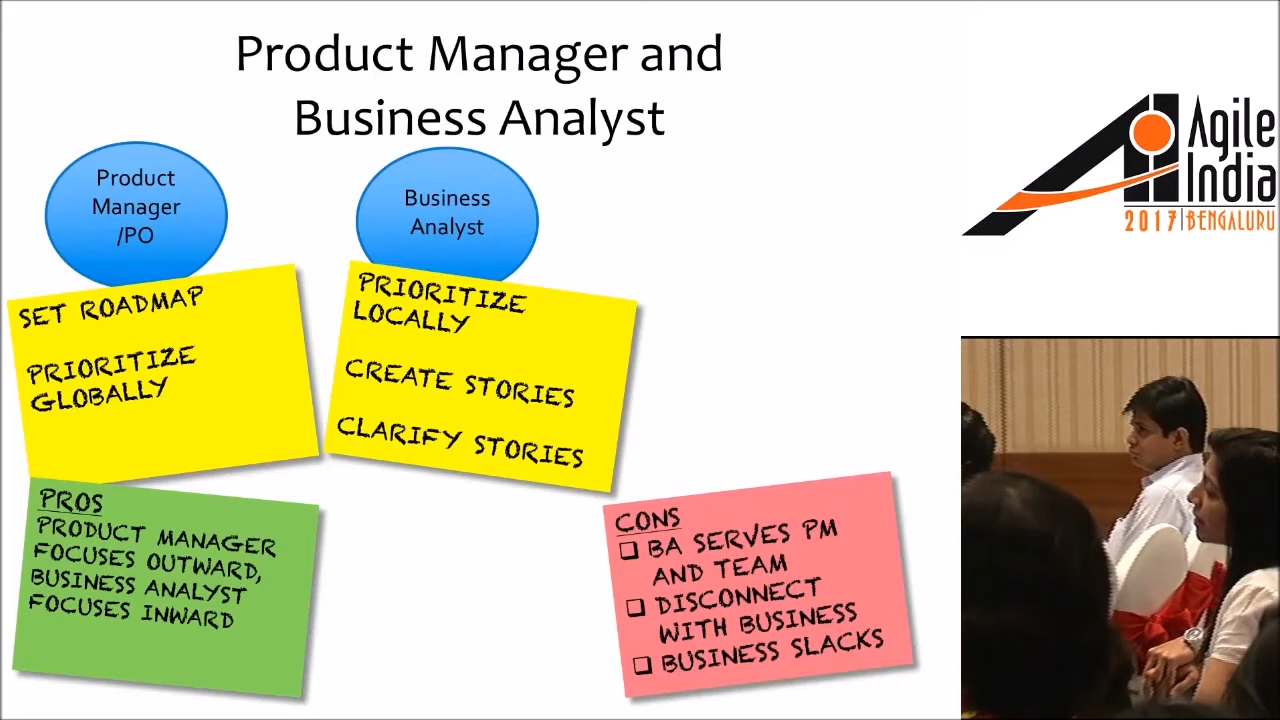 Product Manager and
Business Analyst
Product
Manager
/PO
Business
Analyst
SET ROADMAP
PRIORITIZE
GLOBALLY
PRIORITIZE
LOCALLY
CREATE STORIES
CLARIFY STORIES
PROS
PRODUCT MANAGER
FOCUSES OUTWARD,
BUSINESS ANALYST
FOCUSES INWARD
CONS
BA SERVES PM
AND TEAM
DISCONNECT
WITH BUSINESS
BUSINESS SLACKS
Agile
India
2017 | BENGALURU